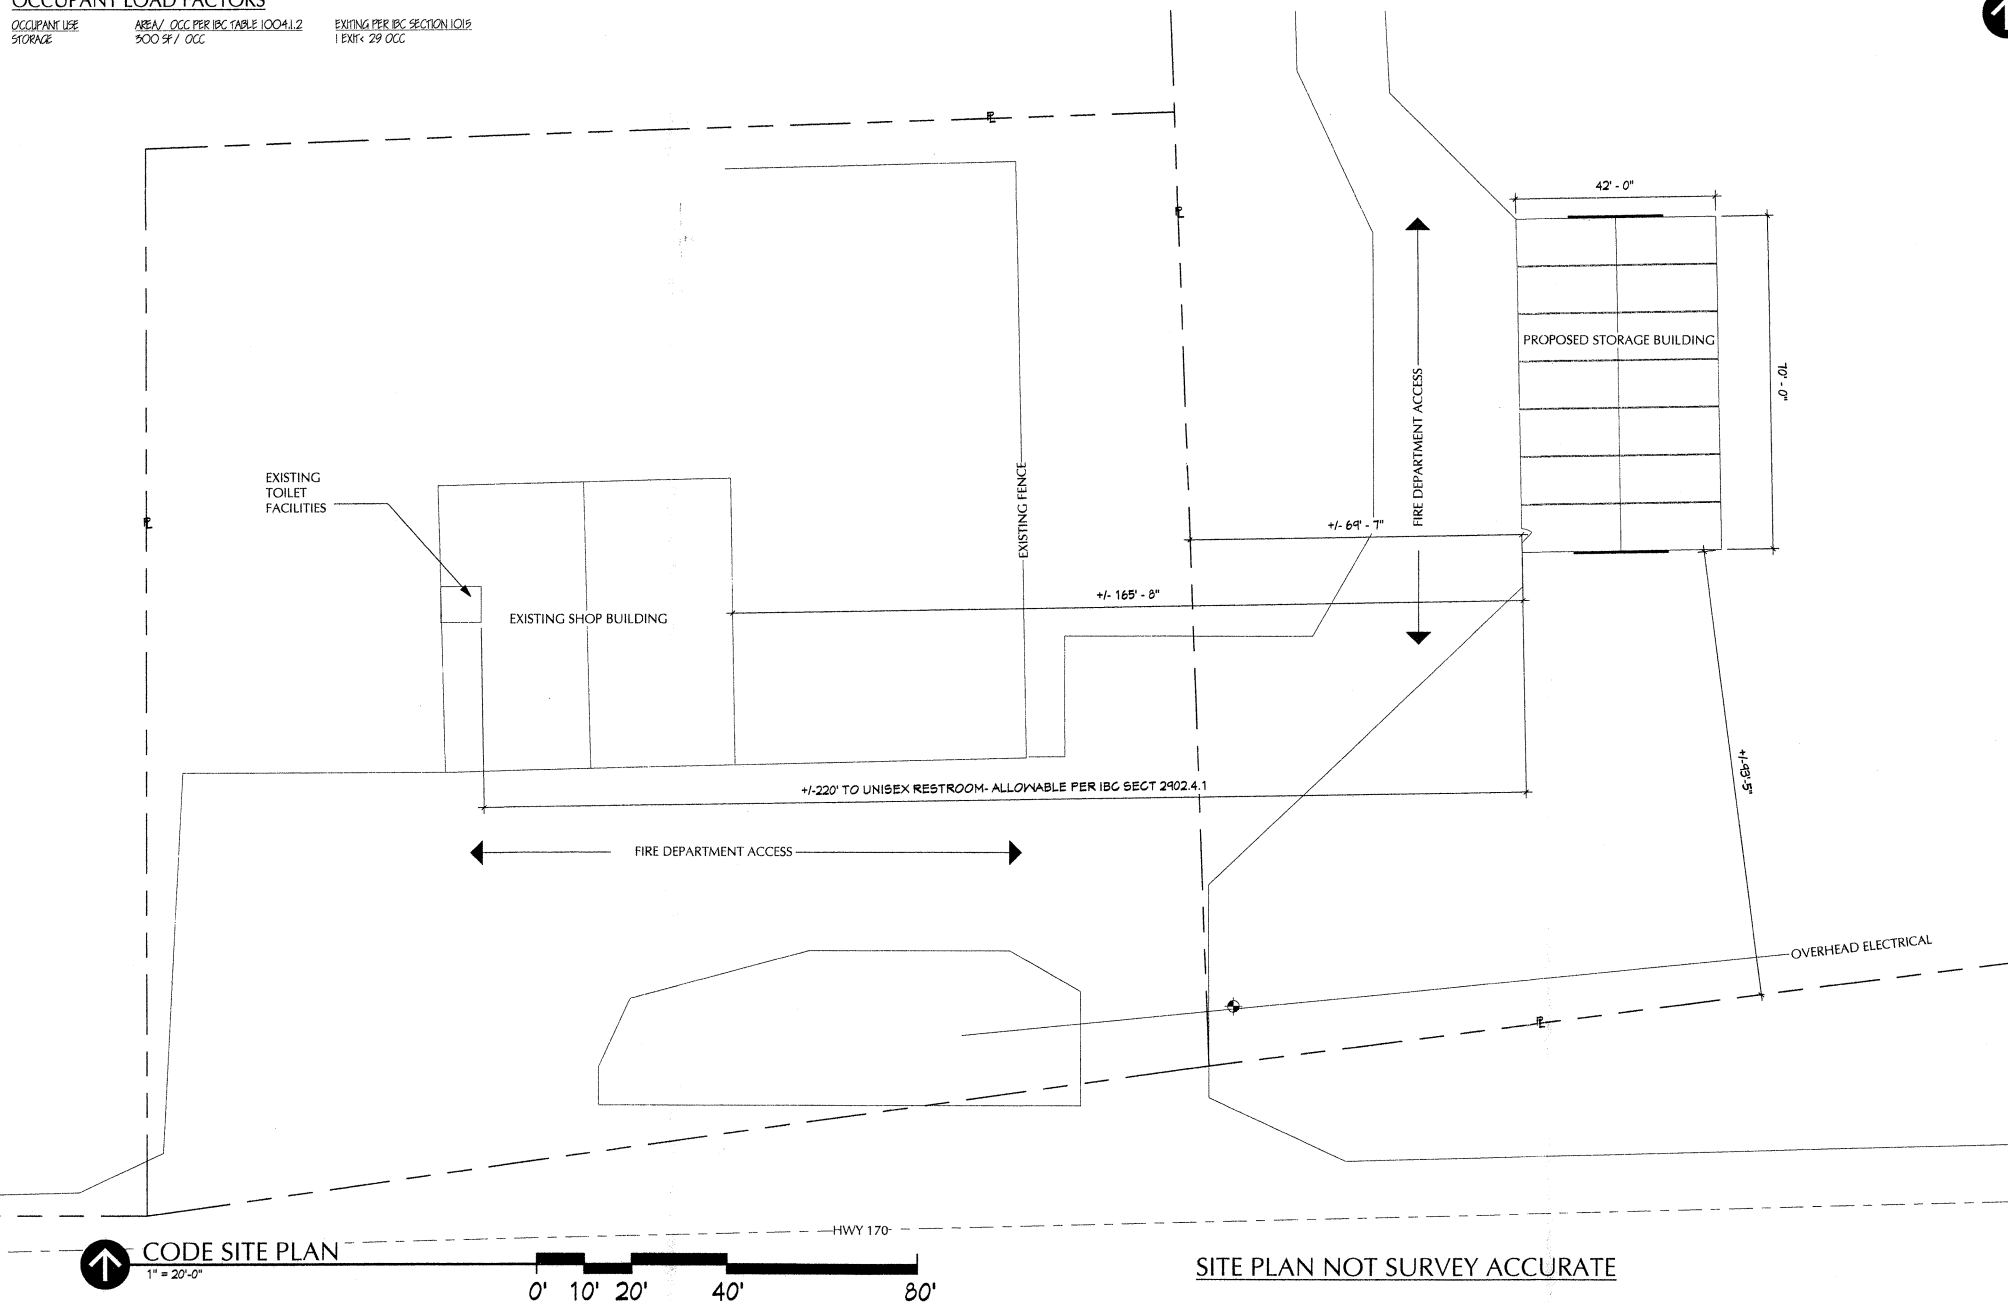 OCCUPANT LOAD FACTORS
OCCUPANT USE AREA/ OCC PER IBC TABLE 1004.1.2 EXITING PER IBC SECTION 1015
STORAGE 300 SF/ OCC 1 EXIT< 29 OCC
PL
PL
42' - 0"
PROPOSED STORAGE BUILDING
70' - 0"
FIRE DEPARTMENT ACCESS
EXISTING
TOILET
FACILITIES
EXISTING FENCE
PL
+/- 69' - 7"
+/- 165' - 8"
EXISTING SHOP BUILDING
+/-220' TO UNISEX RESTROOM- ALLOWABLE PER IBC SECT 2902.4.1
+/-93'-5"
FIRE DEPARTMENT ACCESS
OVERHEAD ELECTRICAL
PL
HWY 170
CODE SITE PLAN
1" = 20'-0"
0' 10' 20' 40' 80'
SITE PLAN NOT SURVEY ACCURATE